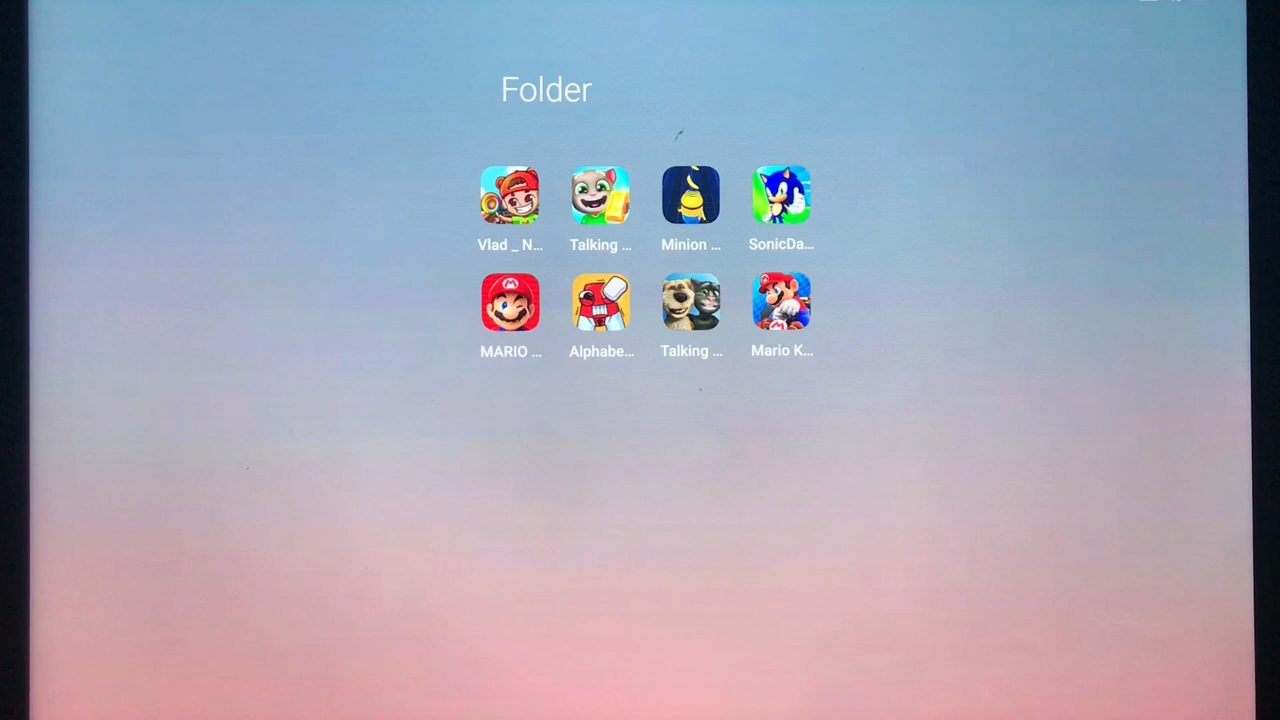 Folder
Vlad _ N...
Talking ...
Minion ...
SonicDa...
MARIO ...
Alphabe...
Talking ...
Mario K...